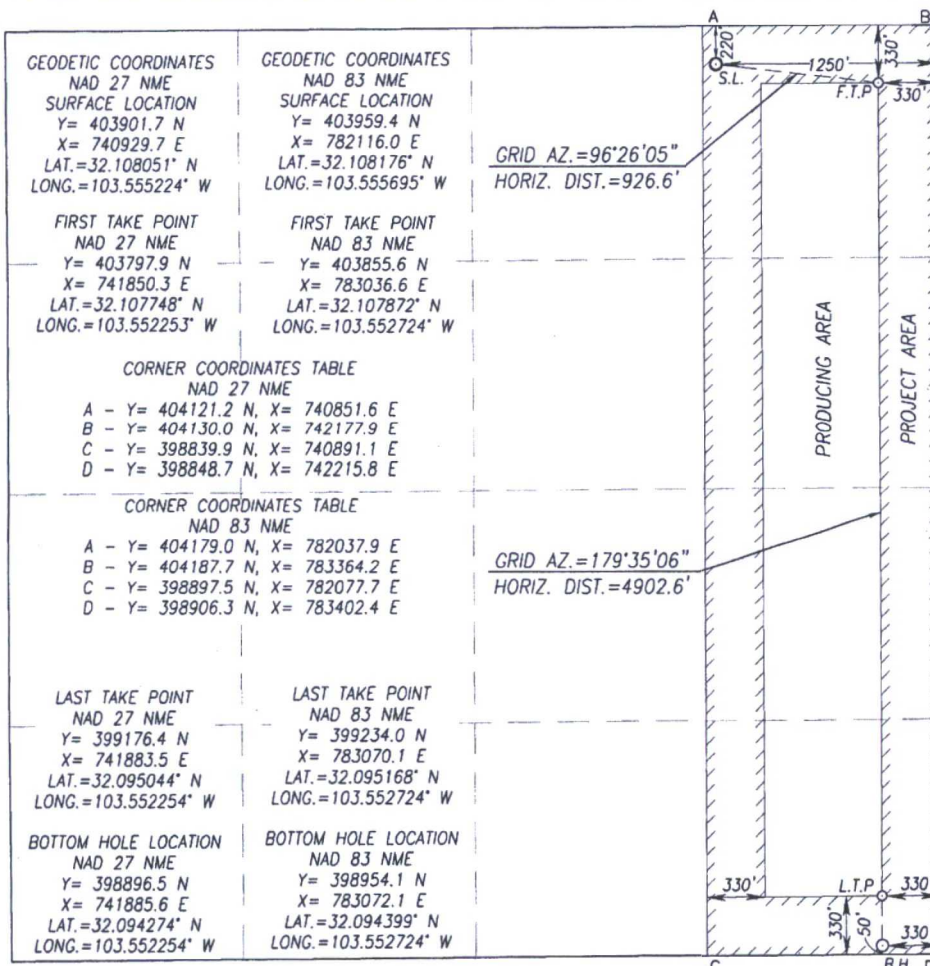 GEODETIC COORDINATES
NAD 27 NME
SURFACE LOCATION
Y= 403901.7 N
X= 740929.7 E
LAT.=32.108051° N
LONG.=103.555224° W
FIRST TAKE POINT
NAD 27 NME
Y= 403797.9 N
X= 741850.3 E
LAT.=32.107748° N
LONG.=103.552253° W
GEODETIC COORDINATES
NAD 83 NME
SURFACE LOCATION
Y= 403959.4 N
X= 782116.0 E
LAT.=32.108176° N
LONG.=103.555695° W
FIRST TAKE POINT
NAD 83 NME
Y= 403855.6 N
X= 783036.6 E
LAT.=32.107872° N
LONG.=103.552724° W
CORNER COORDINATES TABLE
NAD 27 NME
A - Y= 404121.2 N, X= 740851.6 E
B - Y= 404130.0 N, X= 742177.9 E
C - Y= 398839.9 N, X= 740891.1 E
D - Y= 398848.7 N, X= 742215.8 E
CORNER COORDINATES TABLE
NAD 83 NME
A - Y= 404179.0 N, X= 782037.9 E
B - Y= 404187.7 N, X= 783364.2 E
C - Y= 398897.5 N, X= 782077.7 E
D - Y= 398906.3 N, X= 783402.4 E
LAST TAKE POINT
NAD 27 NME
Y= 399176.4 N
X= 741883.5 E
LAT.=32.095044° N
LONG.=103.552254° W
BOTTOM HOLE LOCATION
NAD 27 NME
Y= 398896.5 N
X= 741885.6 E
LAT.=32.094274° N
LONG.=103.552254° W
LAST TAKE POINT
NAD 83 NME
Y= 399234.0 N
X= 783070.1 E
LAT.=32.095168° N
LONG.=103.552724° W
BOTTOM HOLE LOCATION
NAD 83 NME
Y= 398954.1 N
X= 783072.1 E
LAT.=32.094399° N
LONG.=103.552724° W
A
B
220'
330'
1250'
S.L.
F.T.P
330'
GRID AZ.=96°26'05"
HORIZ. DIST.=926.6'
PRODUCING AREA
PROJECT AREA
GRID AZ.=179°35'06"
HORIZ. DIST.=4902.6'
330'
L.T.P
330
330'
50'
330
C
B.H.
D